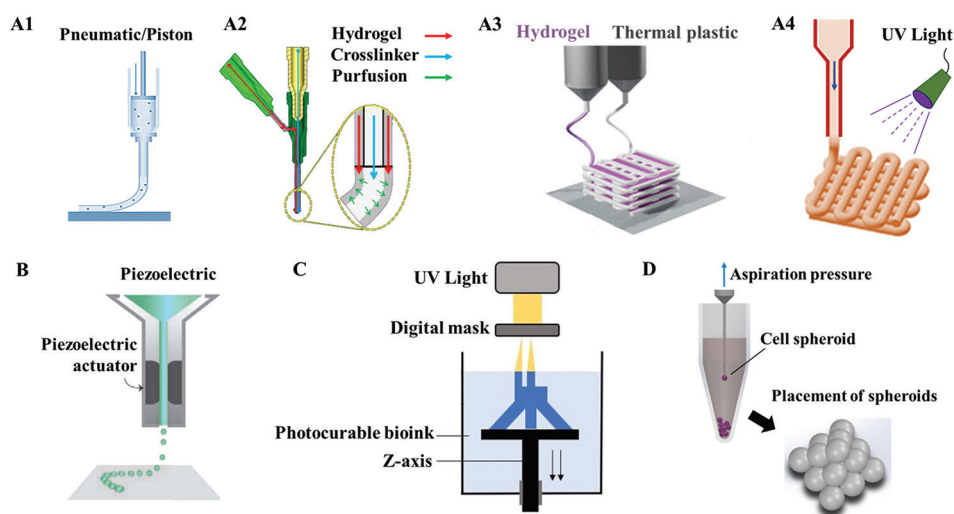 A1
Pneumatic/Piston
A2
Hydrogel
Crosslinker
Purfusion
A3
Hydrogel Thermal plastic
A4
UV Light
B
Piezoelectric
Piezoelectric
actuator
C
UV Light
Digital mask
Photocurable bioink
Z-axis
D
Aspiration pressure
Cell spheroid
Placement of spheroids